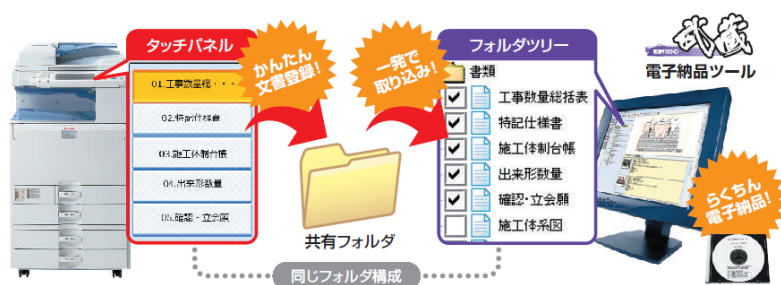 タッチパネル
01.工事数量総・・・
02.特記仕様書
03.施工体制台帳
04.出来形数量
05.確認・立会願
かんたん
文書登録!
共有フォルダ
一発で
取り込み!
フォルダツリー
書類
工事数量総括表
特記仕様書
施工体制台帳
出来形数量
確認・立会願
施工体系図
武蔵
電子納品ツール
らくちん
電子納品!
同じフォルダ構成